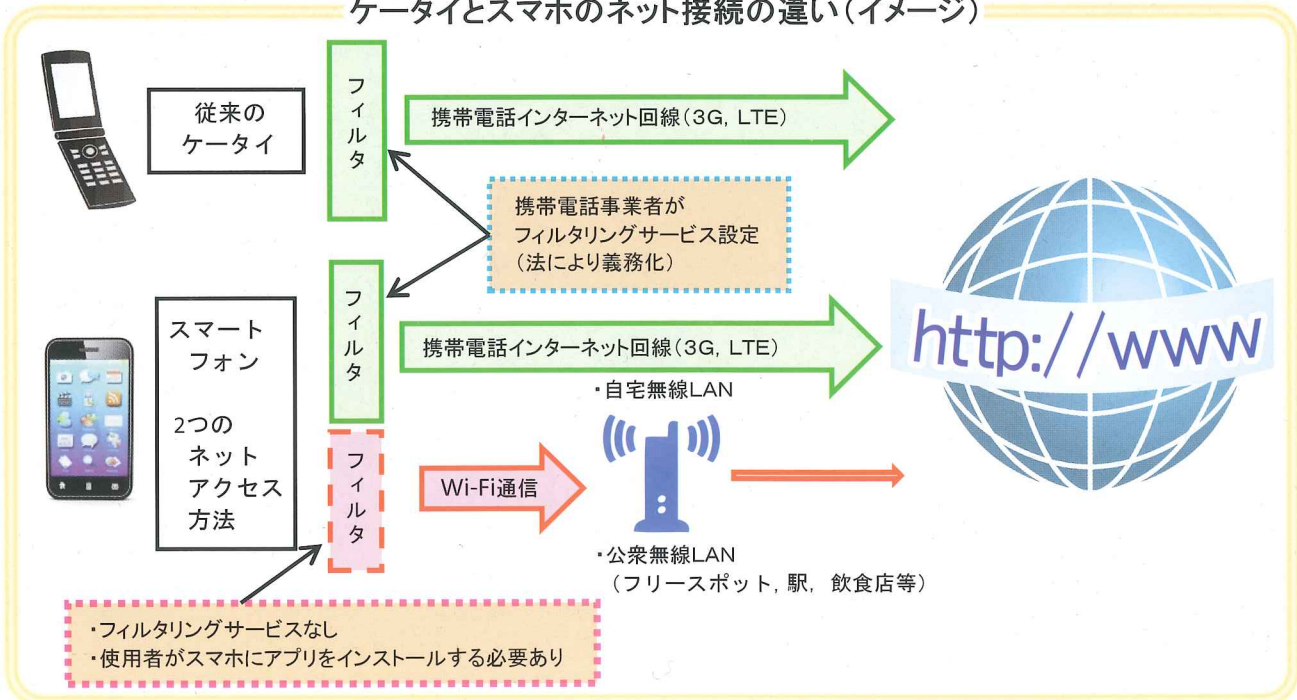 ケータイとスマホのネット接続の違い(イメージ)
従来の
ケータイ
フィルタ
携帯電話インターネット回線(3G, LTE)
携帯電話事業者が
フィルタリングサービス設定
(法により義務化)
スマート
フォン
2つの
ネット
アクセス
方法
フィルタ
携帯電話インターネット回線(3G, LTE)
http://www
・自宅無線LAN
フィルタ
Wi-Fi通信
・公衆無線LAN
(フリースポット, 駅, 飲食店等)
・フィルタリングサービスなし
・使用者がスマホにアプリをインストールする必要あり